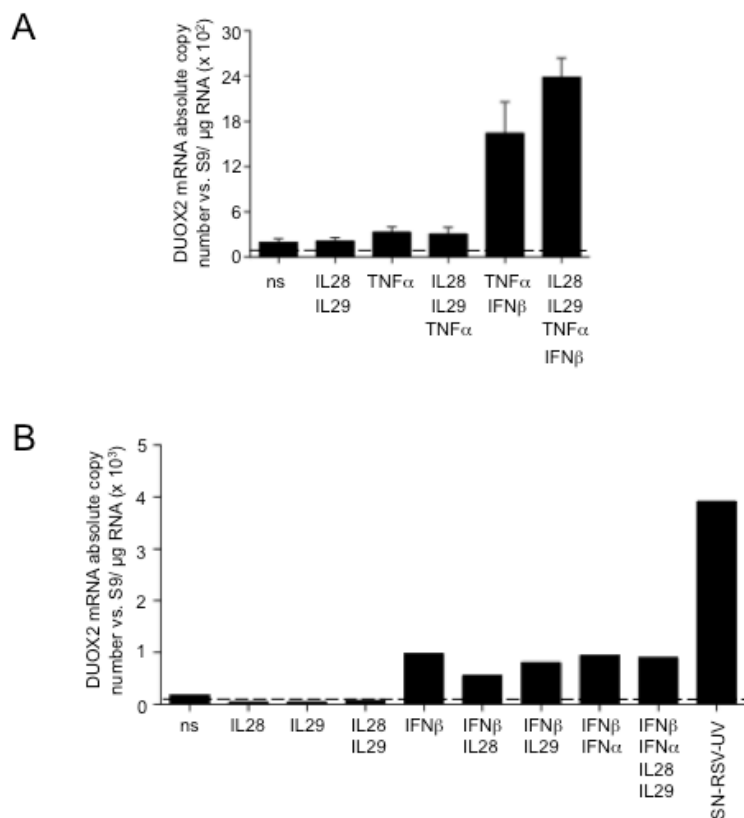 A
DUOX2 mRNA absolute copy
number vs. S9/ µg RNA (x 10²)
30
24
18
12
6
0
ns
IL28
IL29
TNFα
IL28
IL29
TNFα
TNFα
IFNβ
IL28
IL29
TNFα
IFNβ
B
DUOX2 mRNA absolute copy
number vs. S9/ µg RNA (x 10³)
5
4
3
2
1
0
ns
IL28
IL29
IL28
IL29
IFNβ
IFNβ
IL28
IFNβ
IL29
IFNβ
IFNα
IFNβ
IFNα
IL28
IL29
SN-RSV-UV